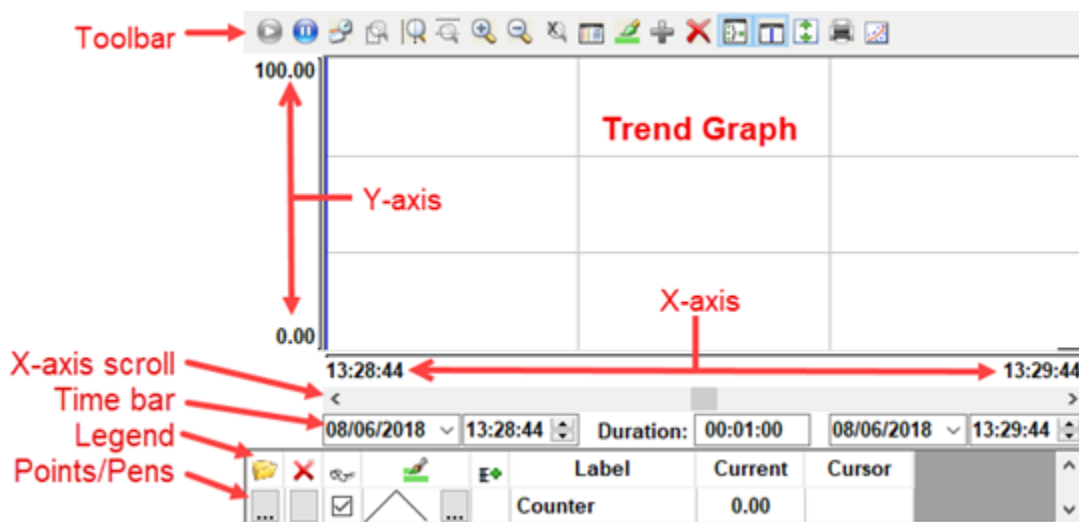 Toolbar
100.00
Trend Graph
Y-axis
X-axis
0.00
X-axis scroll
13:28:44 13:29:44
Time bar
08/06/2018 13:28:44 Duration: 00:01:00 08/06/2018 13:29:44
Legend
Label Current Cursor
Points/Pens
... ... Counter 0.00